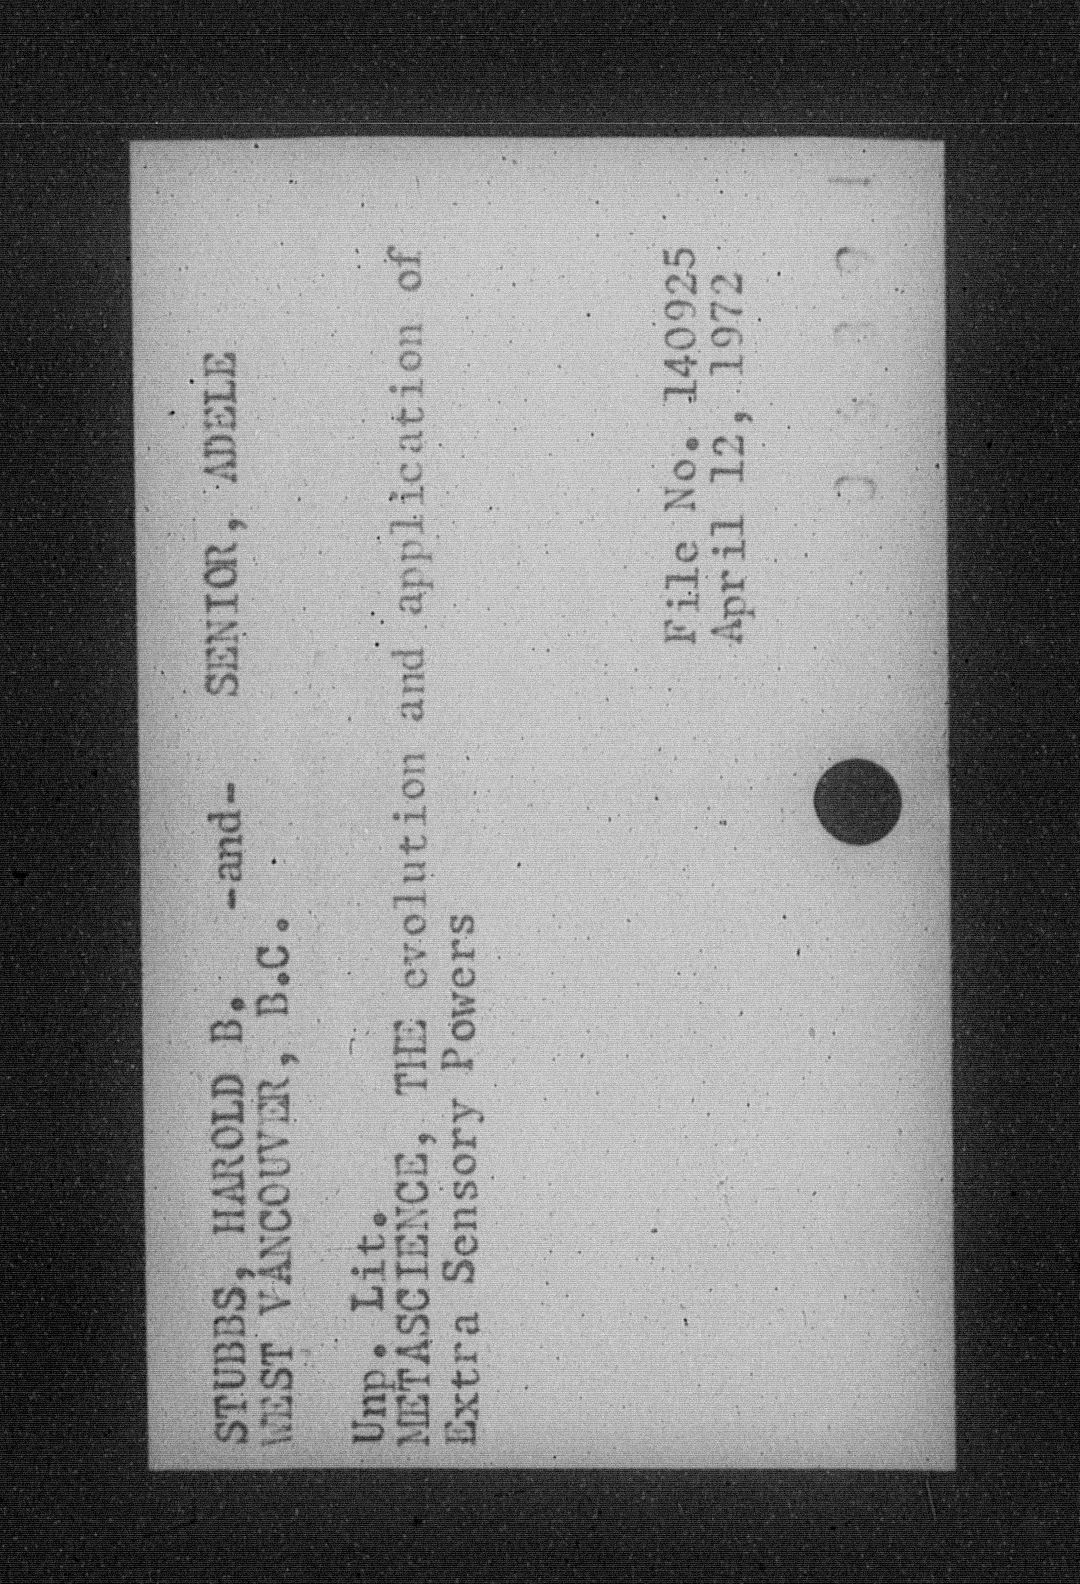 STUBBS, HAROLD B. -and- SENIOR, ADELE
WEST VANCOUVER, B.C.
Unp. Lit.
METASCIENCE, THE evolution and application of
Extra Sensory Powers
File No. 140925
April 12, 1972